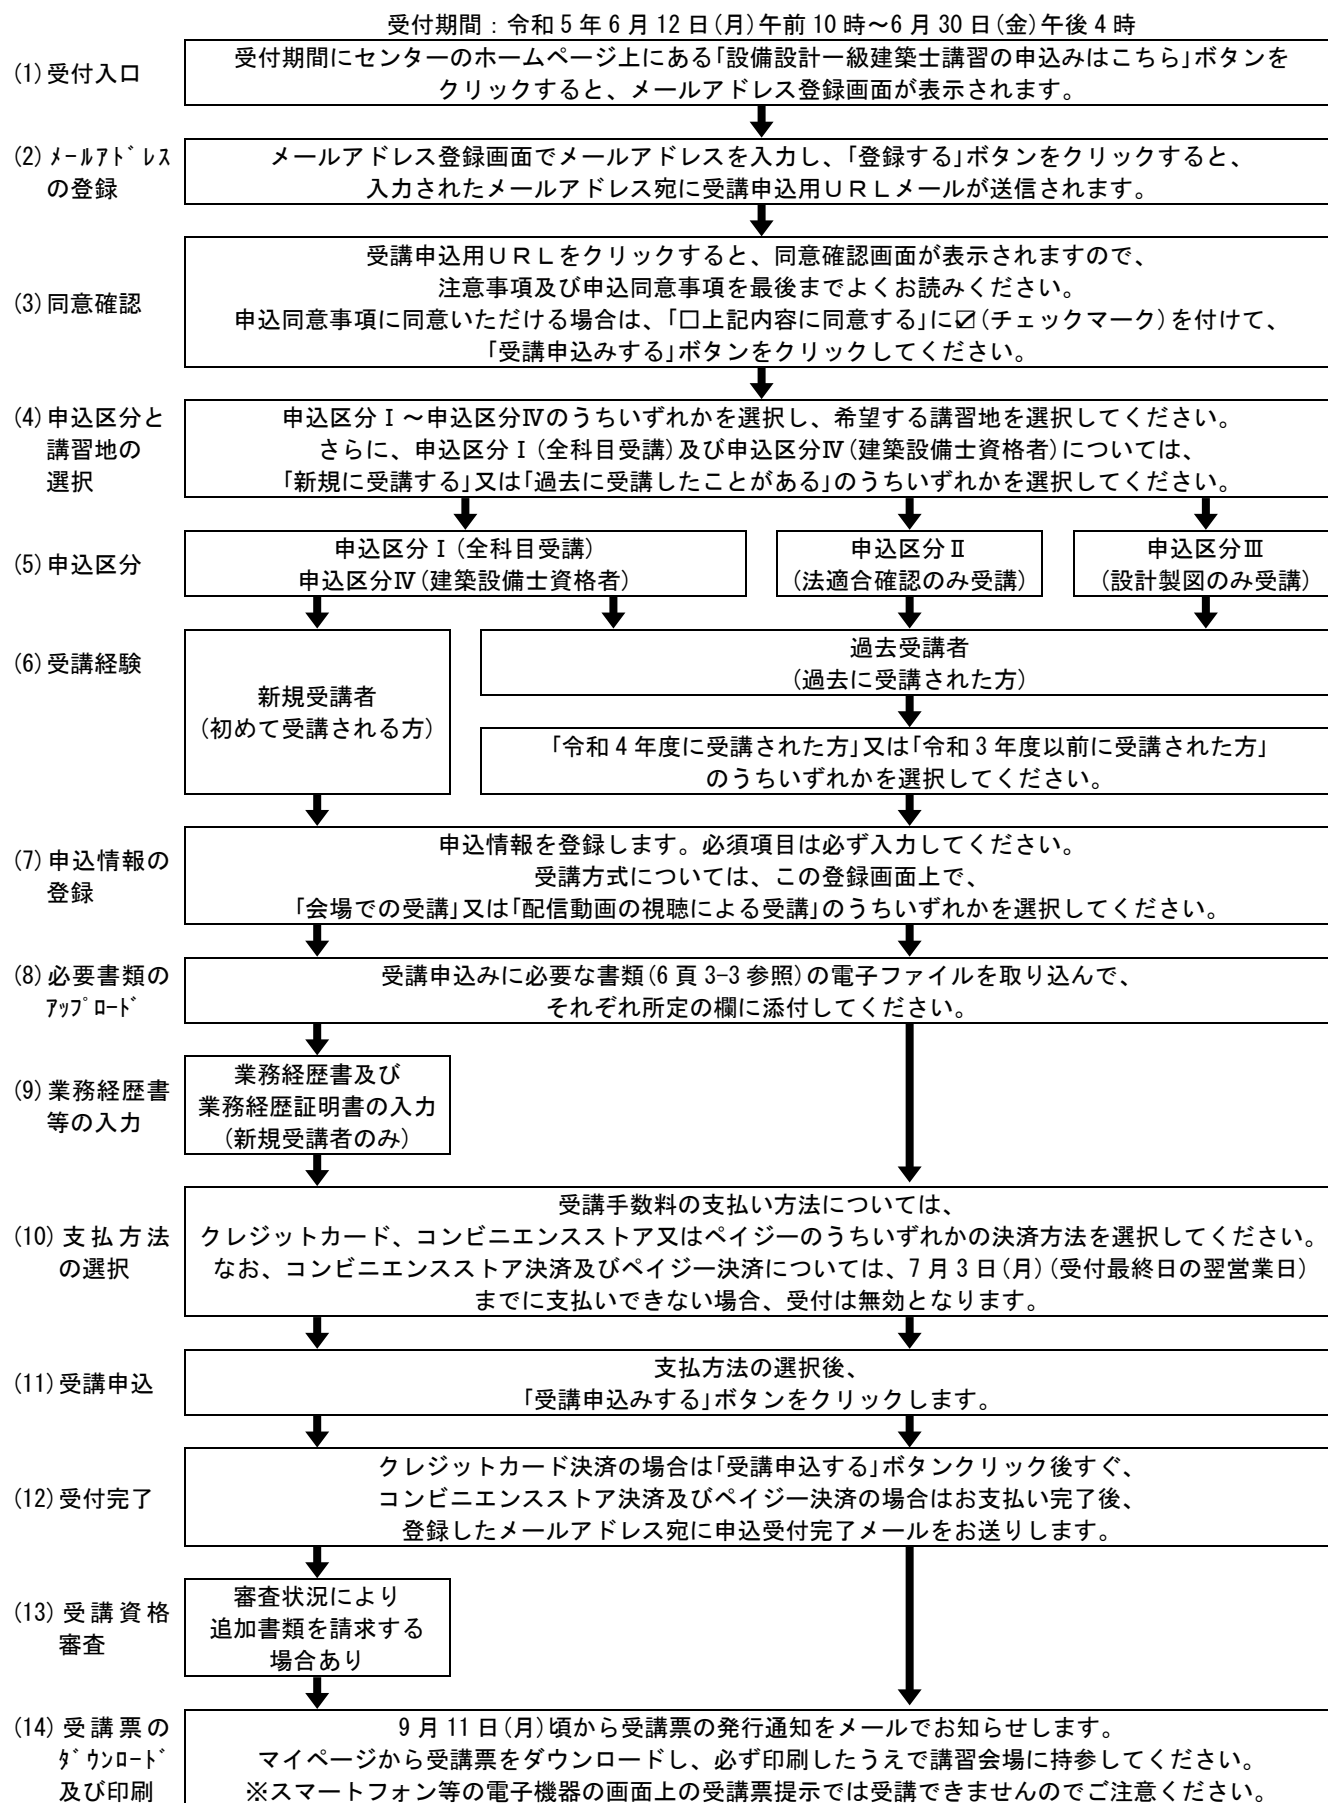 受付期間：令和5年6月12日(月)午前10時～6月30日(金)午後4時
(1)受付入口
受付期間にセンターのホームページ上にある「設備設計一級建築士講習の申込みはこちら」ボタンを
クリックすると、メールアドレス登録画面が表示されます。
(2)ﾒｰﾙｱﾄﾞﾚｽ
の登録
メールアドレス登録画面でメールアドレスを入力し、「登録する」ボタンをクリックすると、
入力されたメールアドレス宛に受講申込用ＵＲＬメールが送信されます。
(3)同意確認
受講申込用ＵＲＬをクリックすると、同意確認画面が表示されますので、
注意事項及び申込同意事項を最後までよくお読みください。
申込同意事項に同意いただける場合は、「□上記内容に同意する」に☑(チェックマーク)を付けて、
「受講申込みする」ボタンをクリックしてください。
(4)申込区分と
講習地の
選択
申込区分Ⅰ～申込区分Ⅳのうちいずれかを選択し、希望する講習地を選択してください。
さらに、申込区分Ⅰ(全科目受講)及び申込区分Ⅳ(建築設備士資格者)については、
「新規に受講する」又は「過去に受講したことがある」のうちいずれかを選択してください。
(5)申込区分
申込区分Ⅰ(全科目受講)
申込区分Ⅳ(建築設備士資格者)
申込区分Ⅱ
(法適合確認のみ受講)
申込区分Ⅲ
(設計製図のみ受講)
(6)受講経験
新規受講者
(初めて受講される方)
過去受講者
(過去に受講された方)
「令和4年度に受講された方」又は「令和3年度以前に受講された方」
のうちいずれかを選択してください。
(7)申込情報の
登録
申込情報を登録します。必須項目は必ず入力してください。
受講方式については、この登録画面上で、
「会場での受講」又は「配信動画の視聴による受講」のうちいずれかを選択してください。
(8)必要書類の
ｱｯﾌﾟﾛｰﾄﾞ
受講申込みに必要な書類(6頁3-3参照)の電子ファイルを取り込んで、
それぞれ所定の欄に添付してください。
(9)業務経歴書
等の入力
業務経歴書及び
業務経歴証明書の入力
(新規受講者のみ)
(10)支払方法
の選択
受講手数料の支払い方法については、
クレジットカード、コンビニエンスストア又はペイジーのうちいずれかの決済方法を選択してください。
なお、コンビニエンスストア決済及びペイジー決済については、7月3日(月)(受付最終日の翌営業日)
までに支払いできない場合、受付は無効となります。
(11)受講申込
支払方法の選択後、
「受講申込みする」ボタンをクリックします。
(12)受付完了
クレジットカード決済の場合は「受講申込する」ボタンクリック後すぐ、
コンビニエンスストア決済及びペイジー決済の場合はお支払い完了後、
登録したメールアドレス宛に申込受付完了メールをお送りします。
(13)受講資格
審査
審査状況により
追加書類を請求する
場合あり
(14)受講票の
ﾀﾞｳﾝﾛｰﾄﾞ
及び印刷
9月11日(月)頃から受講票の発行通知をメールでお知らせします。
マイページから受講票をダウンロードし、必ず印刷したうえで講習会場に持参してください。
※スマートフォン等の電子機器の画面上の受講票提示では受講できませんのでご注意ください。